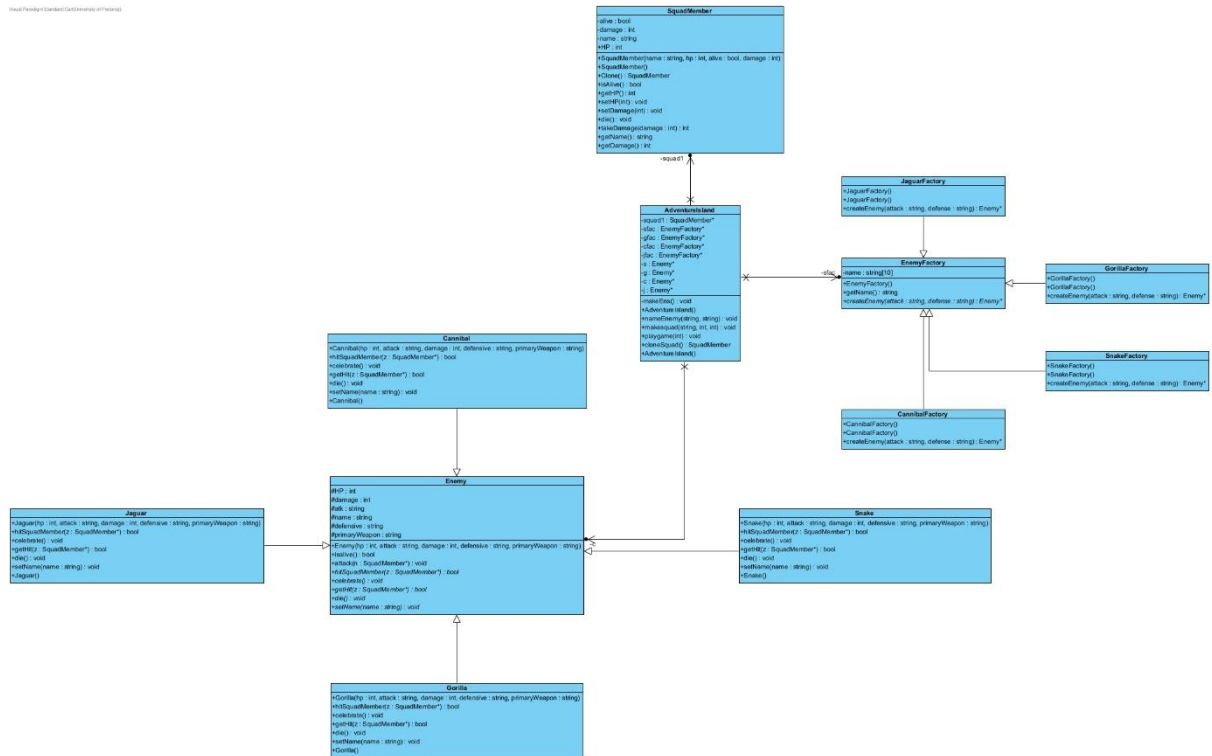 Visual Paradigm Standard (Carl(University of Pretoria))
SquadMember
-alive : bool
-damage : int
-name : string
+HP : int
+SquadMember(name : string, hp : int, alive : bool, damage : int)
+SquadMember()
+Clone() : SquadMember
+isAlive() : bool
+getHP() : int
+setHP(int) : void
+setDamage(int) : void
+die() : void
+takeDamage(damage : int) : int
+getName() : string
+getDamage() : int
-squad1
JaguarFactory
+JaguarFactory()
+JaguarFactory()
+createEnemy(attack : string, defense : string) : Enemy*
AdventureIsland
-squad1 : SquadMember*
-sfac : EnemyFactory*
-gfac : EnemyFactory*
-cfac : EnemyFactory*
-jfac : EnemyFactory*
-s : Enemy*
-g : Enemy*
-c : Enemy*
-j : Enemy*
-makeEns() : void
+AdventureIsland()
+nameEnemy(string, string) : void
+makesquad(string, int, int) : void
+playgame(int) : void
+cloneSquad() : SquadMember
+AdventureIsland()
-sfac
EnemyFactory
-name : string[10]
+EnemyFactory()
+getName() : string
+createEnemy(attack : string, defense : string) : Enemy*
GorillaFactory
+GorillaFactory()
+GorillaFactory()
+createEnemy(attack : string, defense : string) : Enemy*
SnakeFactory
+SnakeFactory()
+SnakeFactory()
+createEnemy(attack : string, defense : string) : Enemy*
CannibalFactory
+CannibalFactory()
+CannibalFactory()
+createEnemy(attack : string, defense : string) : Enemy*
Cannibal
+Cannibal(hp : int, attack : string, damage : int, defensive : string, primaryWeapon : string)
+hitSquadMember(z : SquadMember*) : bool
+celebrate() : void
+getHit(z : SquadMember*) : bool
+die() : void
+setName(name : string) : void
+Cannibal()
Enemy
#HP : int
#damage : int
#atk : string
#name : string
#defensive : string
#primaryWeapon : string
+Enemy(hp : int, attack : string, damage : int, defensive : string, primaryWeapon : string)
+isalive() : bool
+attack(n : SquadMember*) : void
+hitSquadMember(z : SquadMember*) : bool
+celebrate() : void
+getHit(z : SquadMember*) : bool
+die() : void
+setName(name : string) : void
Jaguar
+Jaguar(hp : int, attack : string, damage : int, defensive : string, primaryWeapon : string)
+hitSquadMember(z : SquadMember*) : bool
+celebrate() : void
+getHit(z : SquadMember*) : bool
+die() : void
+setName(name : string) : void
+Jaguar()
Snake
+Snake(hp : int, attack : string, damage : int, defensive : string, primaryWeapon : string)
+hitSquadMember(z : SquadMember*) : bool
+celebrate() : void
+getHit(z : SquadMember*) : bool
+die() : void
+setName(name : string) : void
+Snake()
Gorilla
+Gorilla(hp : int, attack : string, damage : int, defensive : string, primaryWeapon : string)
+hitSquadMember(z : SquadMember*) : bool
+celebrate() : void
+getHit(z : SquadMember*) : bool
+die() : void
+setName(name : string) : void
+Gorilla()